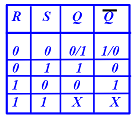 R S Q Q̅
0 0 0/1 1/0
0 1 1 0
1 0 0 1
1 1 X X